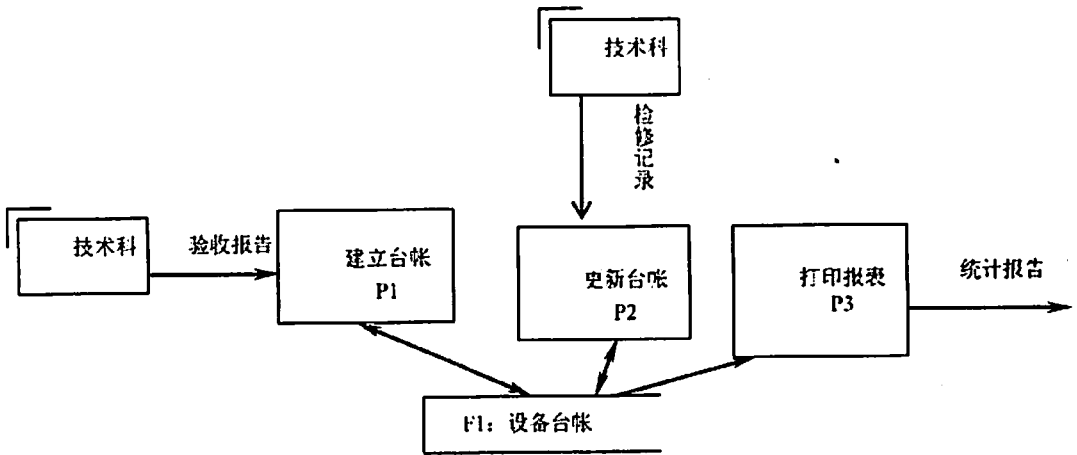 技术科
检修记录
技术科
验收报告
建立台帐
P1
更新台帐
P2
打印报表
P3
统计报告
F1：设备台帐